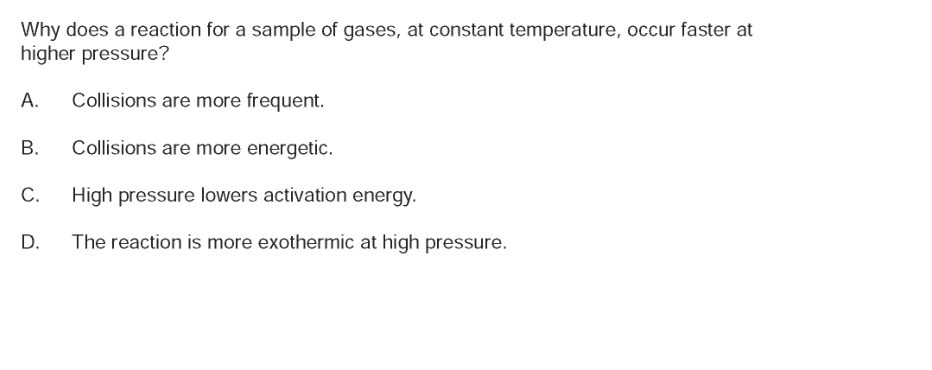 Why does a reaction for a sample of gases, at constant temperature, occur faster at
higher pressure?
A. Collisions are more frequent.
B. Collisions are more energetic.
C. High pressure lowers activation energy.
D. The reaction is more exothermic at high pressure.